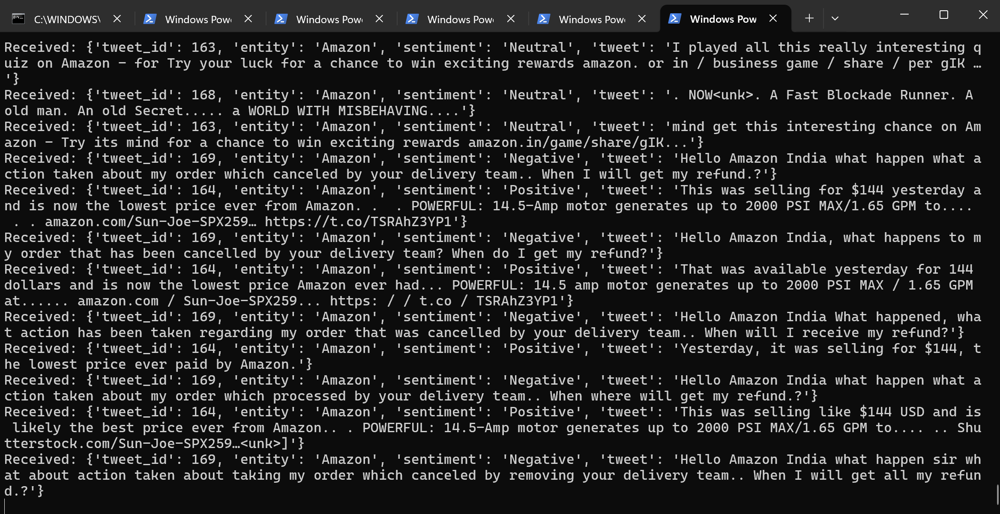 C:\WINDOWS\ Windows Pow Windows Pow Windows Pow Windows Pow Windows Pow
Received: {'tweet_id': 163, 'entity': 'Amazon', 'sentiment': 'Neutral', 'tweet': 'I played all this really interesting q
uiz on Amazon - for Try your luck for a chance to win exciting rewards amazon. or in / business game / share / per gIK …
'}
Received: {'tweet_id': 168, 'entity': 'Amazon', 'sentiment': 'Neutral', 'tweet': '. NOW<unk>. A Fast Blockade Runner. A
old man. An old Secret..... a WORLD WITH MISBEHAVING....'}
Received: {'tweet_id': 163, 'entity': 'Amazon', 'sentiment': 'Neutral', 'tweet': 'mind get this interesting chance on Am
azon - Try its mind for a chance to win exciting rewards amazon.in/game/share/gIK...'}
Received: {'tweet_id': 169, 'entity': 'Amazon', 'sentiment': 'Negative', 'tweet': 'Hello Amazon India what happen what a
ction taken about my order which canceled by your delivery team.. When I will get my refund.?'}
Received: {'tweet_id': 164, 'entity': 'Amazon', 'sentiment': 'Positive', 'tweet': 'This was selling for $144 yesterday a
nd is now the lowest price ever from Amazon. .  . POWERFUL: 14.5-Amp motor generates up to 2000 PSI MAX/1.65 GPM to....
 . . amazon.com/Sun-Joe-SPX259… https://t.co/TSRAhZ3YP1'}
Received: {'tweet_id': 169, 'entity': 'Amazon', 'sentiment': 'Negative', 'tweet': 'Hello Amazon India, what happens to m
y order that has been cancelled by your delivery team? When do I get my refund?'}
Received: {'tweet_id': 164, 'entity': 'Amazon', 'sentiment': 'Positive', 'tweet': 'That was available yesterday for 144
dollars and is now the lowest price Amazon ever had... POWERFUL: 14.5 amp motor generates up to 2000 PSI MAX / 1.65 GPM
at...... amazon.com / Sun-Joe-SPX259... https: / / t.co / TSRAhZ3YP1'}
Received: {'tweet_id': 169, 'entity': 'Amazon', 'sentiment': 'Negative', 'tweet': 'Hello Amazon India What happened, wha
t action has been taken regarding my order that was cancelled by your delivery team.. When will I receive my refund?'}
Received: {'tweet_id': 164, 'entity': 'Amazon', 'sentiment': 'Positive', 'tweet': 'Yesterday, it was selling for $144, t
he lowest price ever paid by Amazon.'}
Received: {'tweet_id': 169, 'entity': 'Amazon', 'sentiment': 'Negative', 'tweet': 'Hello Amazon India what happen what a
ction taken about my order which processed by your delivery team.. When where will get my refund.?'}
Received: {'tweet_id': 164, 'entity': 'Amazon', 'sentiment': 'Positive', 'tweet': 'This was selling like $144 USD and is
 likely the best price ever from Amazon.. . POWERFUL: 14.5-Amp motor generates up to 2000 PSI MAX/1.65 GPM to.... .. Shu
tterstock.com/Sun-Joe-SPX259…<unk>]'}
Received: {'tweet_id': 169, 'entity': 'Amazon', 'sentiment': 'Negative', 'tweet': 'Hello Amazon India what happen sir wh
at about action taken about taking my order which canceled by removing your delivery team.. When I will get all my refun
d.?'}